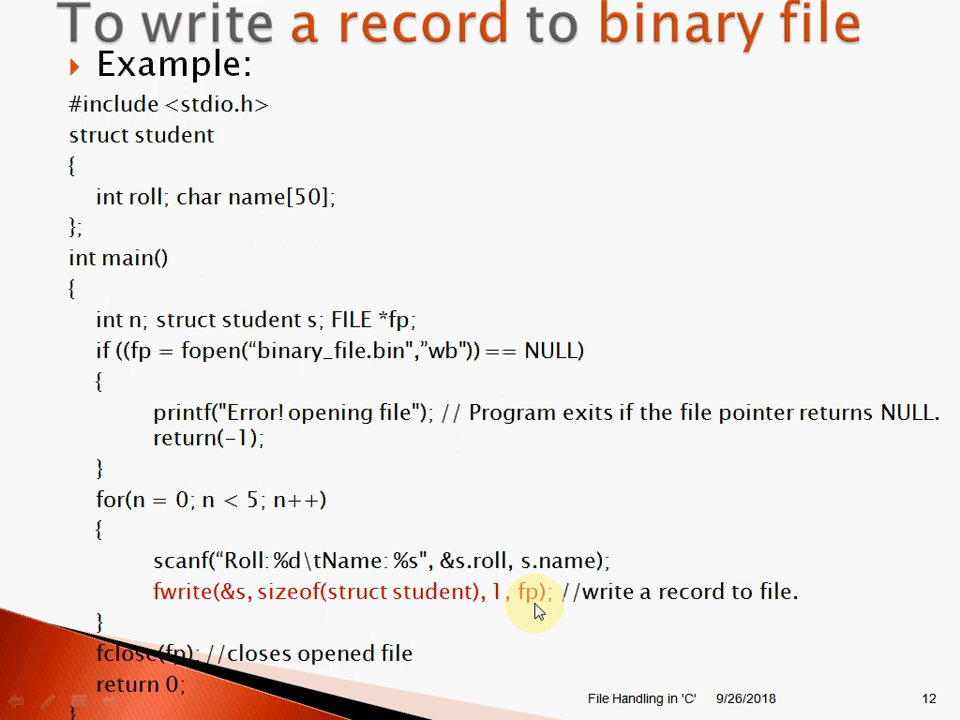 To write a record to binary file
Example:
#include <stdio.h>
struct student
{
int roll; char name[50];
};
int main()
{
int n; struct student s; FILE *fp;
if ((fp = fopen(“binary_file.bin",”wb")) == NULL)
{
printf("Error! opening file"); // Program exits if the file pointer returns NULL.
return(-1);
}
for(n = 0; n < 5; n++)
{
scanf(“Roll: %d\tName: %s", &s.roll, s.name);
fwrite(&s, sizeof(struct student), 1, fp); //write a record to file.
}
fclose(fp); //closes opened file
return 0;
}
File Handling in 'C' 9/26/2018 12